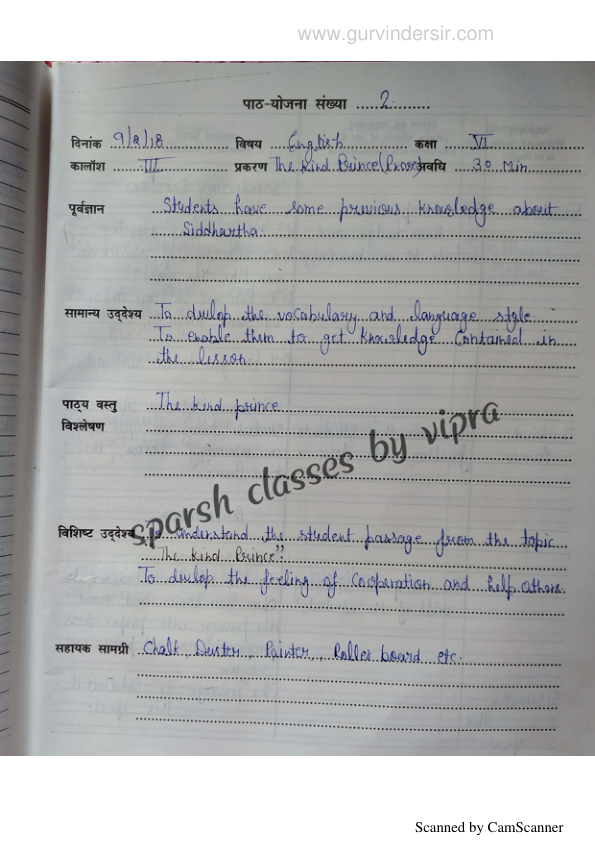 www.gurvindersir.com
पाठ-योजना संख्या .....2.........
दिनांक 9/8/18 विषय English कक्षा VI
कालाँश III प्रकरण The Kind Prince (Prose) अवधि 30 Min
पूर्वज्ञान Students have some previous knowledge about
Siddhartha.
सामान्य उद्देश्य To devlop the vocabulary and language style.
To enable them to get knowledge contained in
the lesson.
पाठ्य वस्तु The kind prince
विश्लेषण
sparsh classes by vipra
विशिष्ट उद्देश्य To understand the student passage from the topic
"The Kind Prince"
To devlop the feeling of cooperation and help others.
सहायक सामग्री Chalk, Duster, Pointer, Roller board etc.
Scanned by CamScanner